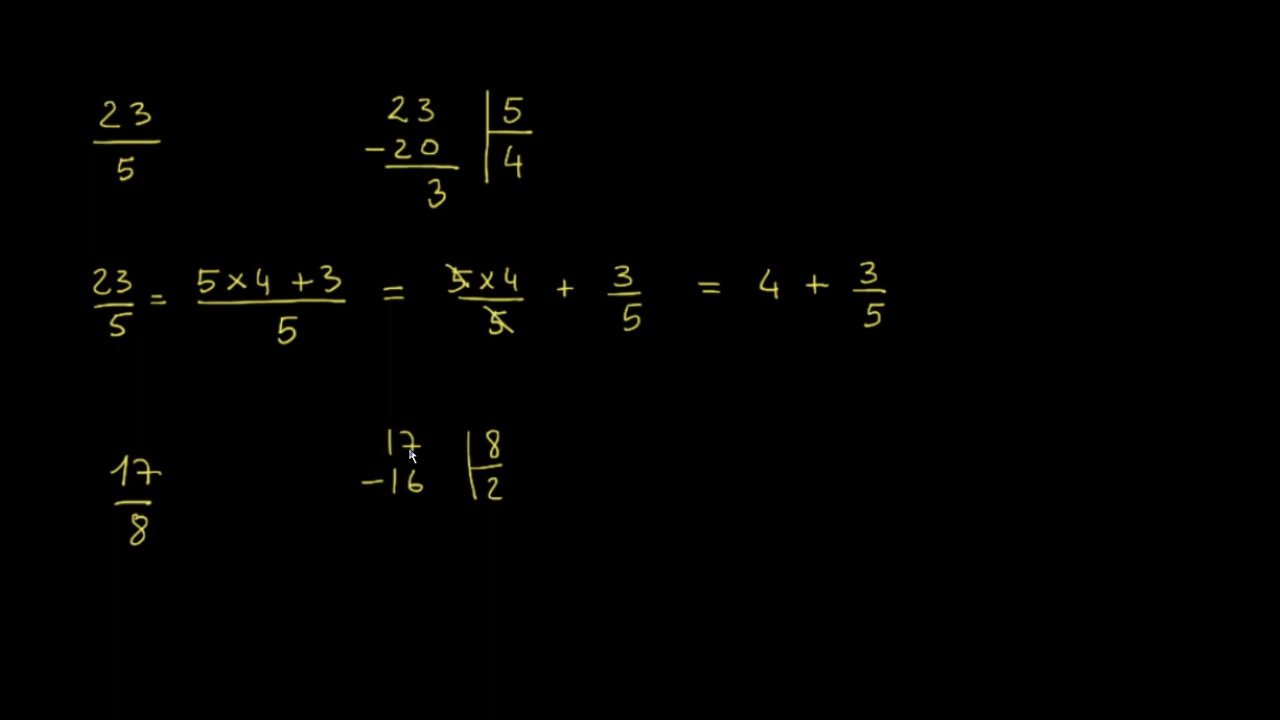 23/5
23 | 5
-20 | 4
3
23/5 = (5×4+3)/5 = (5×4)/5 + 3/5 = 4 + 3/5
17/8
17 | 8
-16 | 2